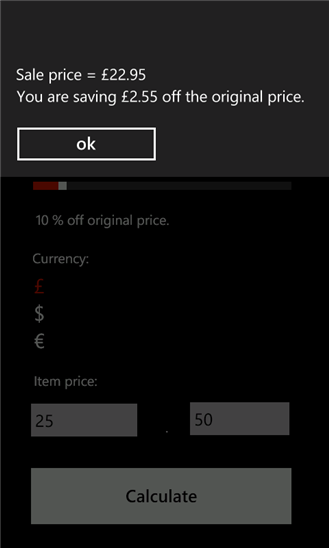 Sale price = £22.95
You are saving £2.55 off the original price.
ok
10 % off original price.
Currency:
£
$
€
Item price:
25 . 50
Calculate